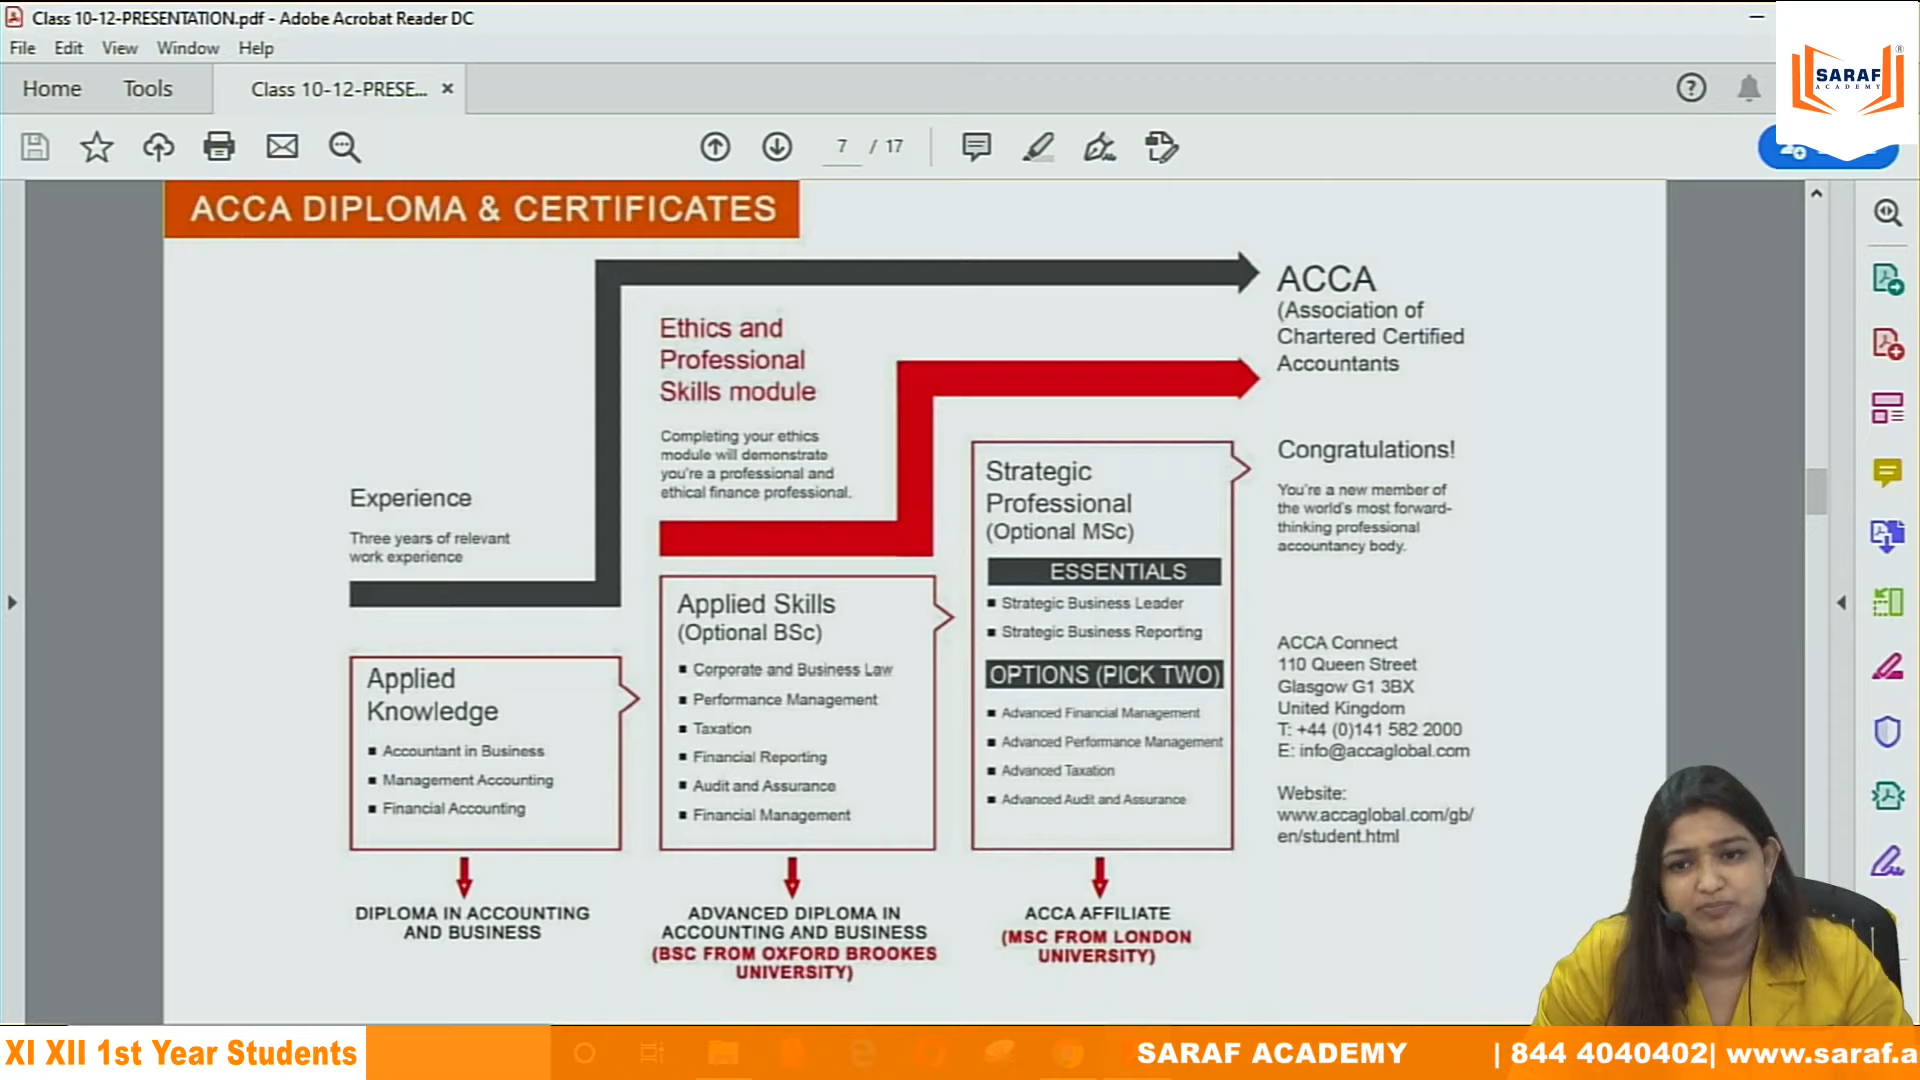 Class 10-12-PRESENTATION.pdf - Adobe Acrobat Reader DC
File Edit View Window Help
Home Tools Class 10-12-PRESE... ×
7 / 17
SARAF
ACADEMY
ACCA DIPLOMA & CERTIFICATES
Experience
Three years of relevant
work experience
Ethics and
Professional
Skills module
Completing your ethics
module will demonstrate
you're a professional and
ethical finance professional.
ACCA
(Association of
Chartered Certified
Accountants
Congratulations!
You're a new member of
the world's most forward-
thinking professional
accountancy body.
Applied
Knowledge
▪ Accountant in Business
▪ Management Accounting
▪ Financial Accounting
DIPLOMA IN ACCOUNTING
AND BUSINESS
Applied Skills
(Optional BSc)
▪ Corporate and Business Law
▪ Performance Management
▪ Taxation
▪ Financial Reporting
▪ Audit and Assurance
▪ Financial Management
ADVANCED DIPLOMA IN
ACCOUNTING AND BUSINESS
(BSC FROM OXFORD BROOKES
UNIVERSITY)
Strategic
Professional
(Optional MSc)
ESSENTIALS
▪ Strategic Business Leader
▪ Strategic Business Reporting
OPTIONS (PICK TWO)
▪ Advanced Financial Management
▪ Advanced Performance Management
▪ Advanced Taxation
▪ Advanced Audit and Assurance
ACCA AFFILIATE
(MSC FROM LONDON
UNIVERSITY)
ACCA Connect
110 Queen Street
Glasgow G1 3BX
United Kingdom
T: +44 (0)141 582 2000
E: info@accaglobal.com
Website:
www.accaglobal.com/gb/
en/student.html
XI XII 1st Year Students
SARAF ACADEMY | 844 4040402| www.saraf.a